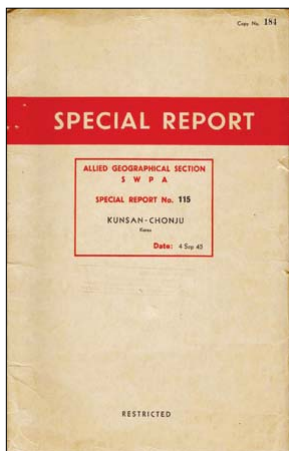 Copy No. 184
SPECIAL REPORT
ALLIED GEOGRAPHICAL SECTION
S W P A
SPECIAL REPORT No. 115
KUNSAN-CHONJU
Korea
Date: 4 Sep 45
RESTRICTED